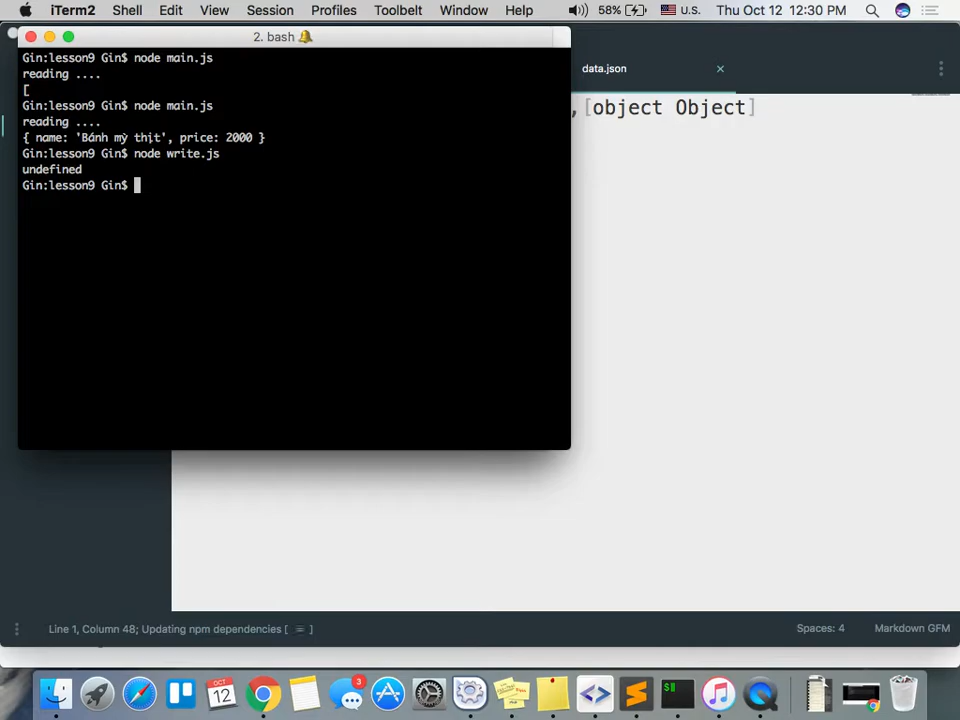 iTerm2 Shell Edit View Session Profiles Toolbelt Window Help 58% U.S. Thu Oct 12 12:30 PM
2. bash
Gin:lesson9 Gin$ node main.js
reading ....
[
Gin:lesson9 Gin$ node main.js
reading ....
{ name: 'Bánh mỳ thịt', price: 2000 }
Gin:lesson9 Gin$ node write.js
undefined
Gin:lesson9 Gin$
data.json ×
,[object Object]
Line 1, Column 48; Updating npm dependencies [ = ]
Spaces: 4 Markdown GFM
OCT
12
3